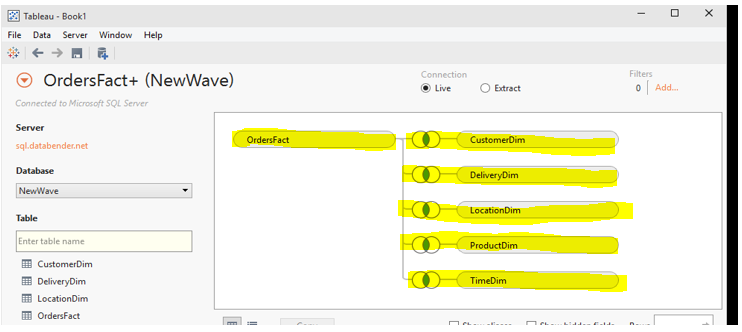 Tableau - Book1
File Data Server Window Help
OrdersFact+ (NewWave)
Connected to Microsoft SQL Server
Connection
Live Extract
Filters
0 Add...
Server
sql.databender.net
Database
NewWave
Table
Enter table name
CustomerDim
DeliveryDim
LocationDim
OrdersFact
OrdersFact
CustomerDim
DeliveryDim
LocationDim
ProductDim
TimeDim